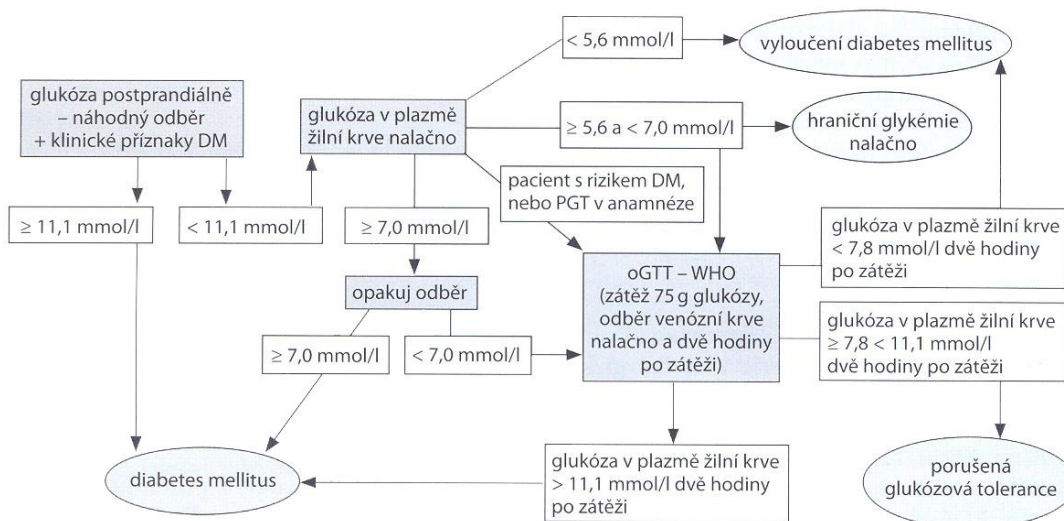 < 5,6 mmol/l
vyloučení diabetes mellitus
glukóza postprandiálně
– náhodný odběr
+ klinické příznaky DM
glukóza v plazmě
žilní krve nalačno
≥ 5,6 a < 7,0 mmol/l
hraniční glykémie
nalačno
pacient s rizikem DM,
nebo PGT v anamnéze
≥ 11,1 mmol/l
< 11,1 mmol/l
≥ 7,0 mmol/l
glukóza v plazmě žilní krve
< 7,8 mmol/l dvě hodiny
po zátěži
opakuj odběr
oGTT – WHO
(zátěž 75 g glukózy,
odběr venózní krve
nalačno a dvě hodiny
po zátěži)
≥ 7,0 mmol/l
< 7,0 mmol/l
glukóza v plazmě žilní krve
≥ 7,8 < 11,1 mmol/l
dvě hodiny po zátěži
diabetes mellitus
glukóza v plazmě žilní krve
> 11,1 mmol/l dvě hodiny
po zátěži
porušená
glukózová tolerance